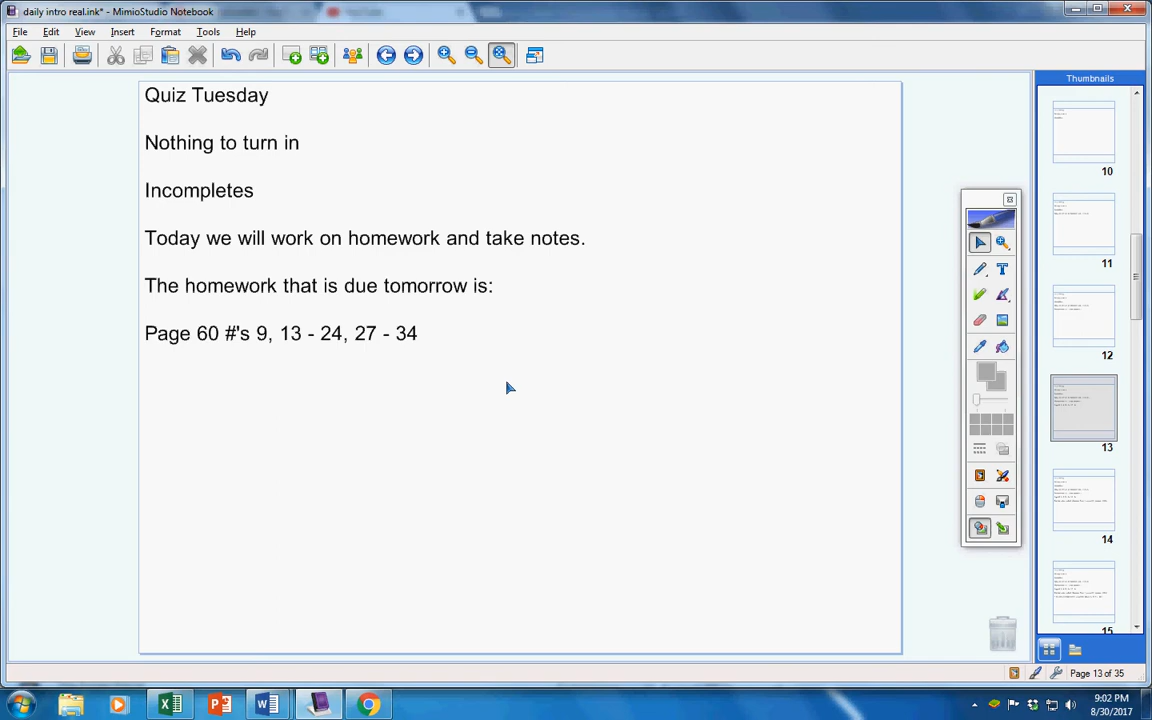 daily intro real.ink* - MimioStudio Notebook
File Edit View Insert Format Tools Help
Quiz Tuesday
Nothing to turn in
Incompletes
Today we will work on homework and take notes.
The homework that is due tomorrow is:
Page 60 #'s 9, 13 - 24, 27 - 34
Thumbnails
10
11
12
13
14
15
Page 13 of 35
9:02 PM
8/30/2017